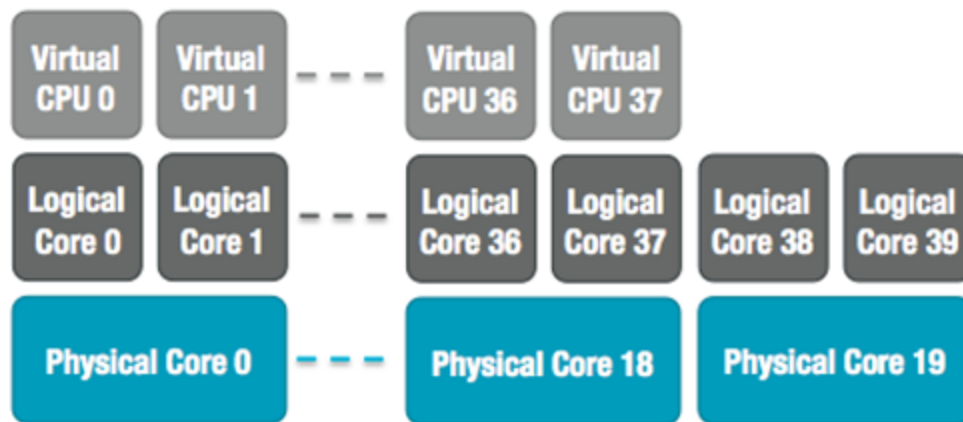 Virtual CPU 0
Virtual CPU 1
Virtual CPU 36
Virtual CPU 37
Logical Core 0
Logical Core 1
Logical Core 36
Logical Core 37
Logical Core 38
Logical Core 39
Physical Core 0
Physical Core 18
Physical Core 19